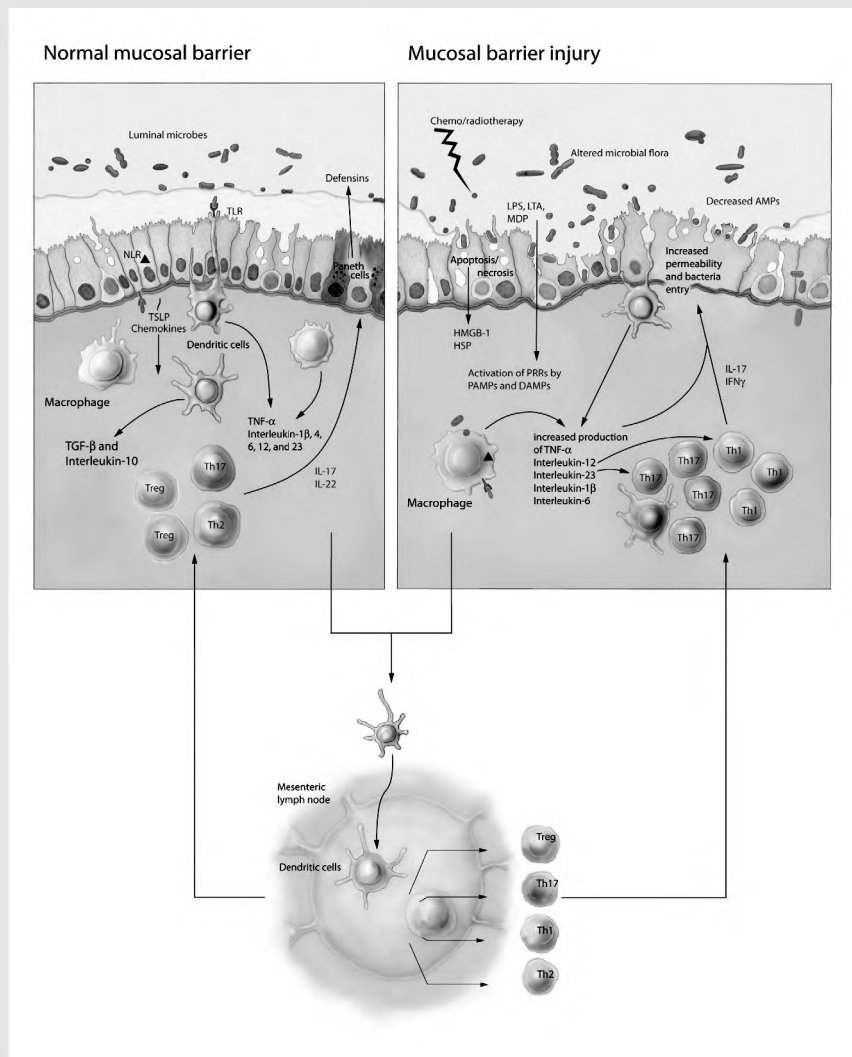 Normal mucosal barrier
Luminal microbes
Defensins
TLR
NLR
Paneth
cells
TSLP
Chemokines
Dendritic cells
Macrophage
TGF-β and
Interleukin-10
TNF-α
Interleukin-1β, 4,
6, 12, and 23
IL-17
IL-22
Th17
Treg
Th2
Treg
Mucosal barrier injury
Chemo/radiotherapy
Altered microbial flora
LPS, LTA,
MDP
Decreased AMPs
Apoptosis/
necrosis
Increased
permeability
and bacteria
entry
HMGB-1
HSP
Activation of PRRs by
PAMPs and DAMPs
IL-17
IFNγ
increased production
of TNF-α
Interleukin-12
Interleukin-23
Interleukin-1β
Interleukin-6
Macrophage
Th1
Th17
Th17
Th1
Th17
Th1
Th17
Mesenteric
lymph node
Dendritic cells
Treg
Th17
Th1
Th2